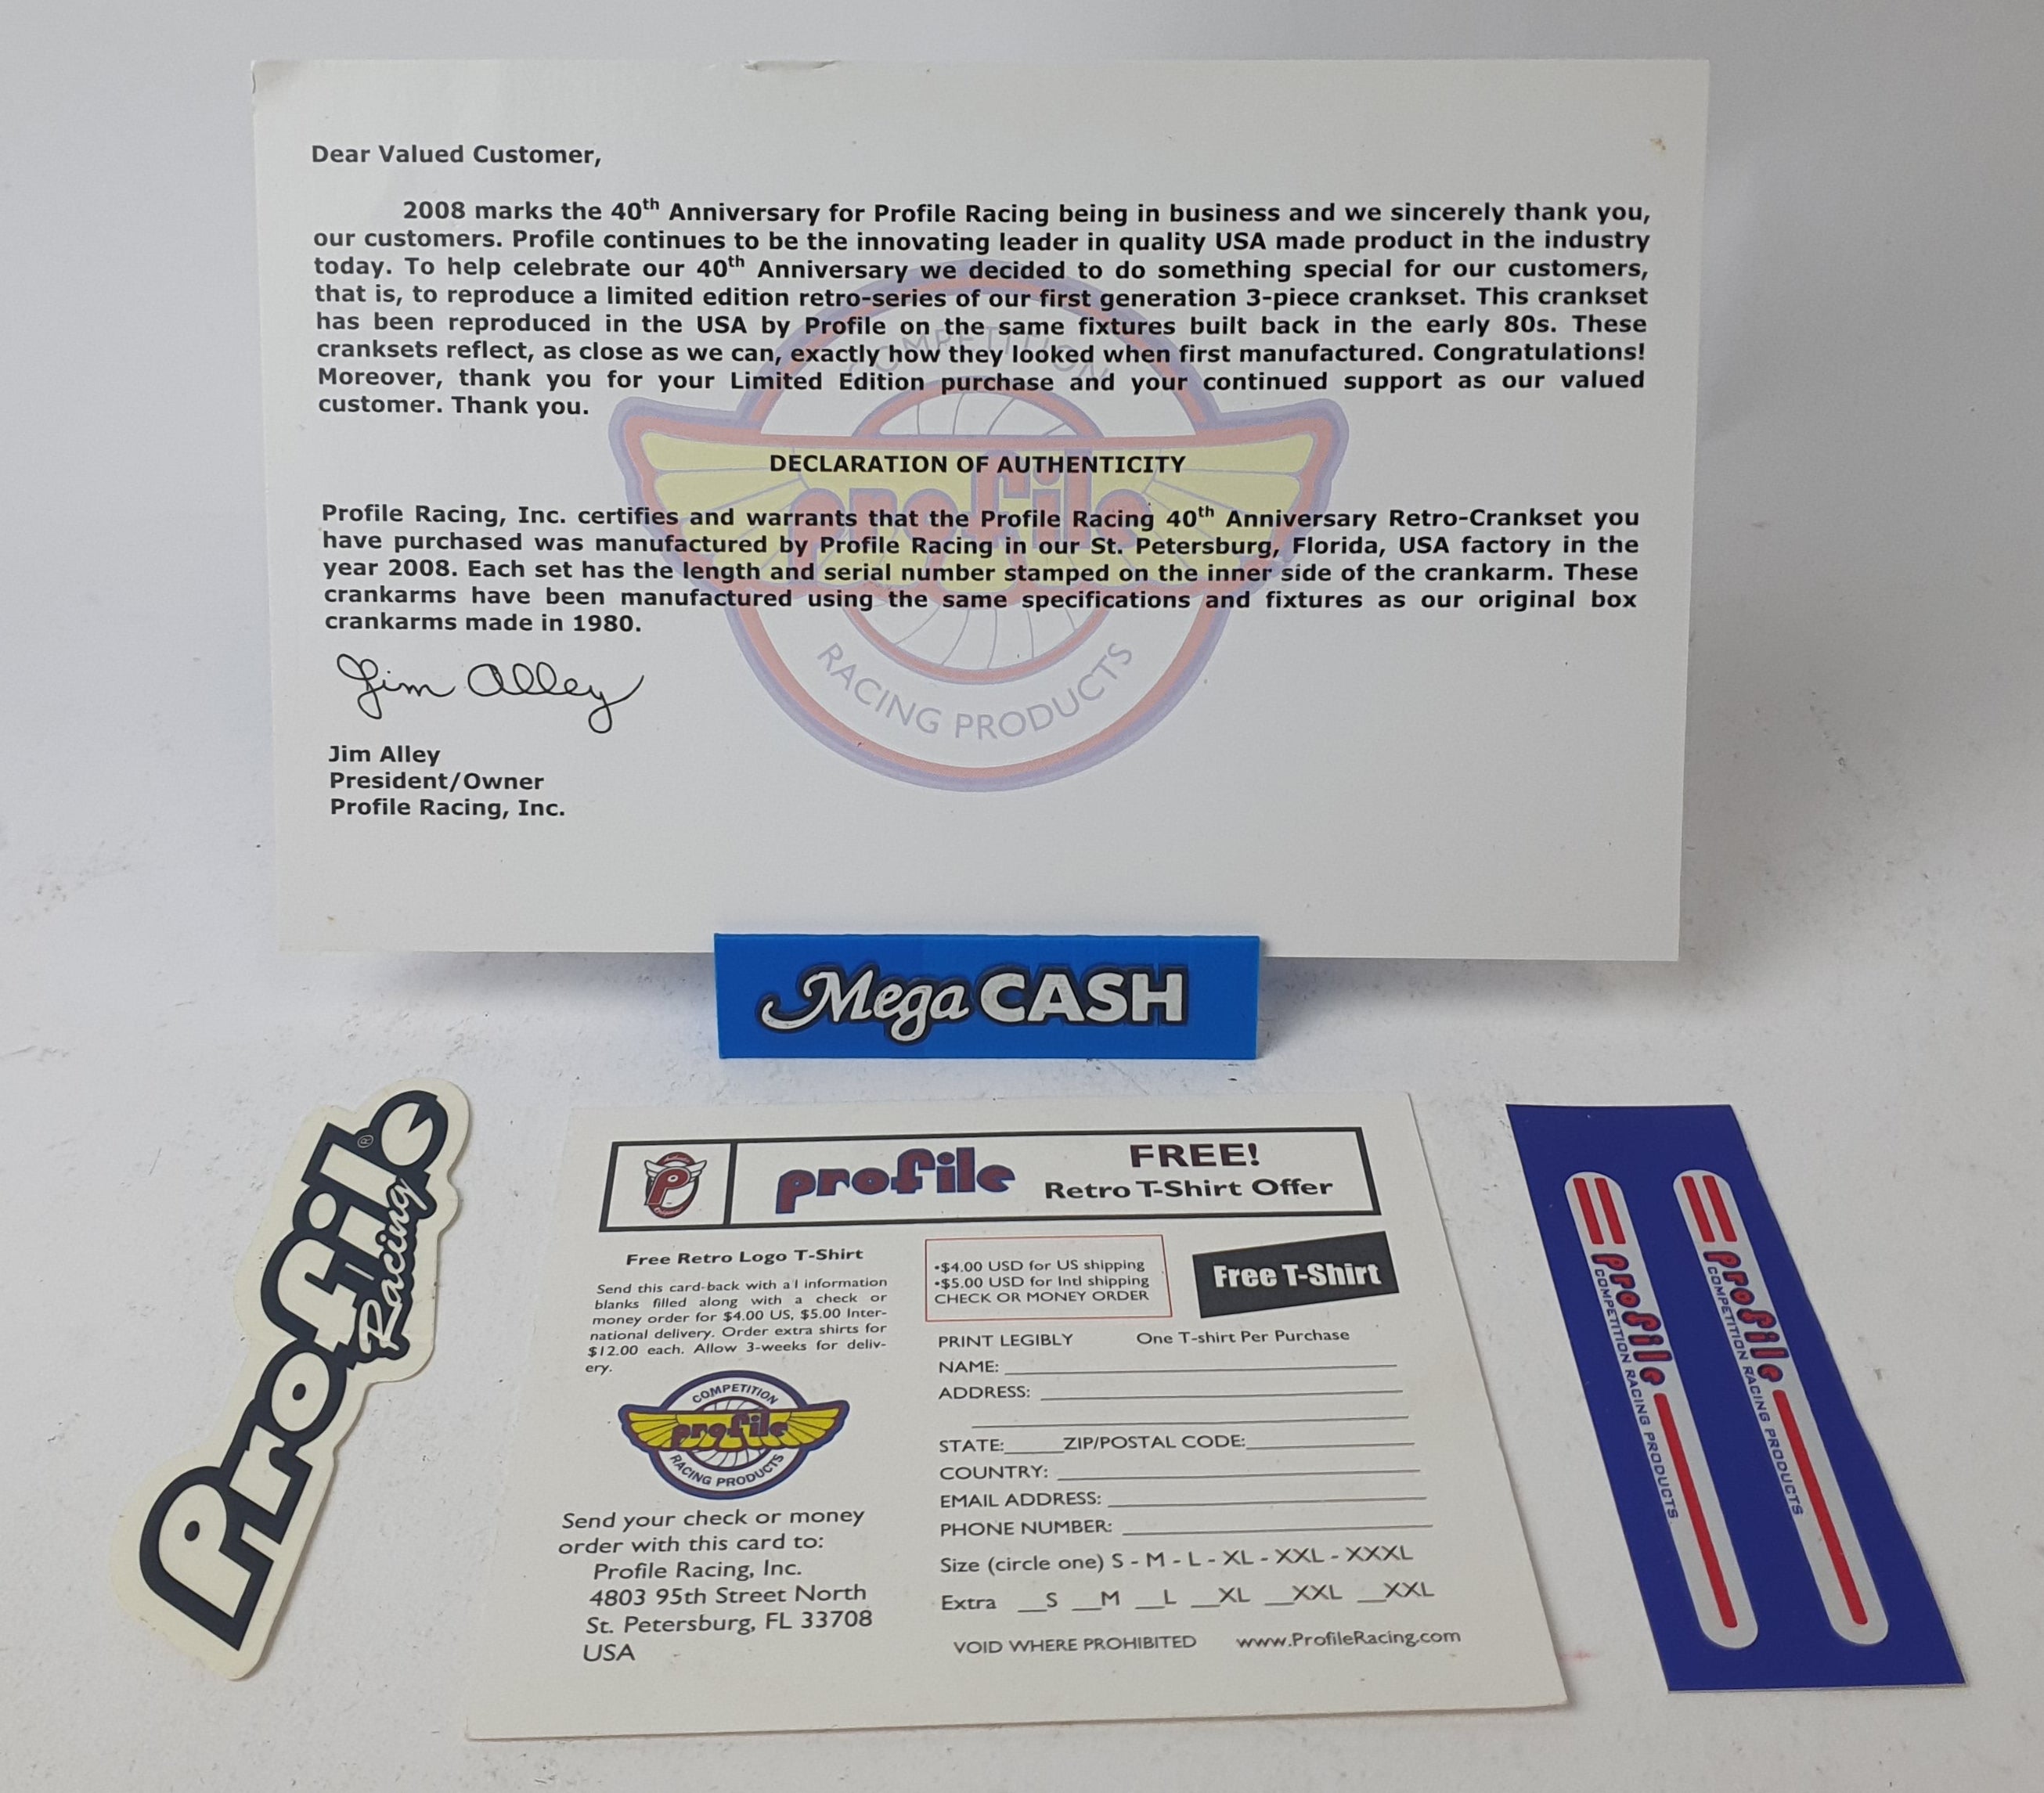 Dear Valued Customer,
2008 marks the 40th Anniversary for Profile Racing being in business and we sincerely thank you,
our customers. Profile continues to be the innovating leader in quality USA made product in the industry
today. To help celebrate our 40th Anniversary we decided to do something special for our customers,
that is, to reproduce a limited edition retro-series of our first generation 3-piece crankset. This crankset
has been reproduced in the USA by Profile on the same fixtures built back in the early 80s. These
cranksets reflect, as close as we can, exactly how they looked when first manufactured. Congratulations!
Moreover, thank you for your Limited Edition purchase and your continued support as our valued
customer. Thank you.
COMPETITION
profile
RACING PRODUCTS
DECLARATION OF AUTHENTICITY
Profile Racing, Inc. certifies and warrants that the Profile Racing 40th Anniversary Retro-Crankset you
have purchased was manufactured by Profile Racing in our St. Petersburg, Florida, USA factory in the
year 2008. Each set has the length and serial number stamped on the inner side of the crankarm. These
crankarms have been manufactured using the same specifications and fixtures as our original box
crankarms made in 1980.
Jim Alley
Jim Alley
President/Owner
Profile Racing, Inc.
Mega CASH
Profile®
Racing
P
profile
FREE!
Retro T-Shirt Offer
Free Retro Logo T-Shirt
Send this card-back with a l information
blanks filled along with a check or
money order for $4.00 US, $5.00 Inter-
national delivery. Order extra shirts for
$12.00 each. Allow 3-weeks for deliv-
ery.
COMPETITION
profile
RACING PRODUCTS
Send your check or money
order with this card to:
Profile Racing, Inc.
4803 95th Street North
St. Petersburg, FL 33708
USA
•$4.00 USD for US shipping
•$5.00 USD for Intl shipping
CHECK OR MONEY ORDER
Free T-Shirt
PRINT LEGIBLY One T-shirt Per Purchase
NAME:
ADDRESS:
STATE:_____ZIP/POSTAL CODE:
COUNTRY:
EMAIL ADDRESS:
PHONE NUMBER:
Size (circle one) S - M - L - XL - XXL - XXXL
Extra __S __M __L __XL __XXL __XXL
VOID WHERE PROHIBITED www.ProfileRacing.com
profile
COMPETITION RACING PRODUCTS
profile
COMPETITION RACING PRODUCTS